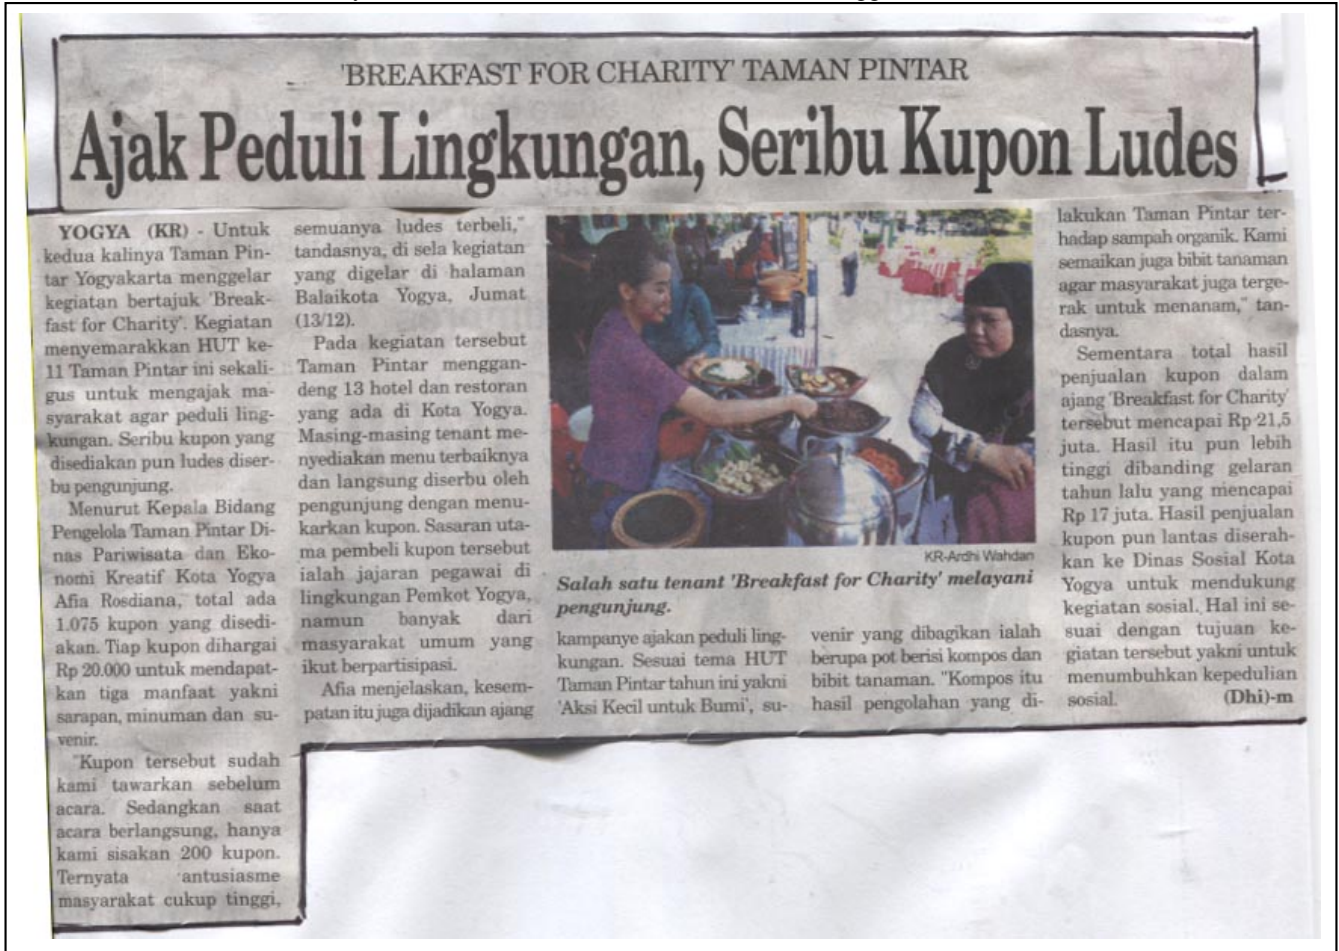 'BREAKFAST FOR CHARITY' TAMAN PINTAR
Ajak Peduli Lingkungan, Seribu Kupon Ludes
YOGYA (KR) - Untuk
kedua kalinya Taman Pin-
tar Yogyakarta menggelar
kegiatan bertajuk 'Break-
fast for Charity'. Kegiatan
menyemarakkan HUT ke-
11 Taman Pintar ini sekali-
gus untuk mengajak ma-
syarakat agar peduli ling-
kungan. Seribu kupon yang
disediakan pun ludes diser-
bu pengunjung.
Menurut Kepala Bidang
Pengelola Taman Pintar Di-
nas Pariwisata dan Eko-
nomi Kreatif Kota Yogya
Afia Rosdiana, total ada
1.075 kupon yang disedi-
akan. Tiap kupon dihargai
Rp 20.000 untuk mendapat-
kan tiga manfaat yakni
sarapan, minuman dan su-
venir.
"Kupon tersebut sudah
kami tawarkan sebelum
acara. Sedangkan saat
acara berlangsung, hanya
kami sisakan 200 kupon.
Ternyata antusiasme
masyarakat cukup tinggi,
semuanya ludes terbeli,"
tandasnya, di sela kegiatan
yang digelar di halaman
Balaikota Yogya, Jumat
(13/12).
Pada kegiatan tersebut
Taman Pintar menggan-
deng 13 hotel dan restoran
yang ada di Kota Yogya.
Masing-masing tenant me-
nyediakan menu terbaiknya
dan langsung diserbu oleh
pengunjung dengan menu-
karkan kupon. Sasaran uta-
ma pembeli kupon tersebut
ialah jajaran pegawai di
lingkungan Pemkot Yogya,
namun banyak dari
masyarakat umum yang
ikut berpartisipasi.
Afia menjelaskan, kesem-
patan itu juga dijadikan ajang
KR-Ardhi Wahdan
Salah satu tenant 'Breakfast for Charity' melayani
pengunjung.
kampanye ajakan peduli ling-
kungan. Sesuai tema HUT
Taman Pintar tahun ini yakni
'Aksi Kecil untuk Bumi', su-
venir yang dibagikan ialah
berupa pot berisi kompos dan
bibit tanaman. "Kompos itu
hasil pengolahan yang di-
lakukan Taman Pintar ter-
hadap sampah organik. Kami
semaikan juga bibit tanaman
agar masyarakat juga terge-
rak untuk menanam," tan-
dasnya.
Sementara total hasil
penjualan kupon dalam
ajang 'Breakfast for Charity'
tersebut mencapai Rp 21,5
juta. Hasil itu pun lebih
tinggi dibanding gelaran
tahun lalu yang mencapai
Rp 17 juta. Hasil penjualan
kupon pun lantas diserah-
kan ke Dinas Sosial Kota
Yogya untuk mendukung
kegiatan sosial. Hal ini se-
suai dengan tujuan ke-
giatan tersebut yakni untuk
menumbuhkan kepedulian
sosial. (Dhi)-m